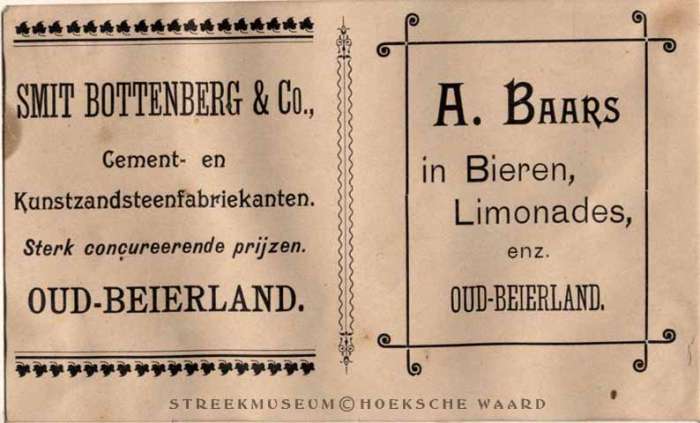 SMIT BOTTENBERG & Co.,
Cement- en
Kunstzandsteenfabriekanten.
Sterk concureerende prijzen.
OUD-BEIERLAND.
A. BAARS
in Bieren,
Limonades,
enz.
OUD-BEIERLAND.
STREEKMUSEUM©HOEKSCHE WAARD